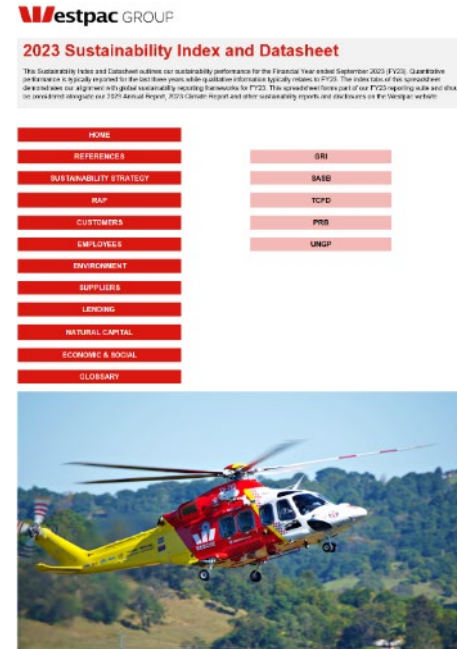 Westpac GROUP
2023 Sustainability Index and Datasheet
This Sustainability Index and Datasheet outlines our sustainability performance for the Financial Year ended September 2023 (FY23). Quantitative
performance is typically reported for the last three years while qualitative information typically relates to FY23. The index tabs of this spreadsheet
demonstrates our alignment with global sustainability reporting frameworks for FY23. This spreadsheet forms part of our FY23 reporting suite and shou
be considered alongside our 2023 Annual Report, 2023 Climate Report and other sustainability reports and disclosures on the Westpac website.
HOME
REFERENCES
GRI
SUSTAINABILITY STRATEGY
SASB
RAP
TCFD
CUSTOMERS
PRB
EMPLOYEES
UNGP
ENVIRONMENT
SUPPLIERS
LENDING
NATURAL CAPITAL
ECONOMIC & SOCIAL
GLOSSARY
RESCUE